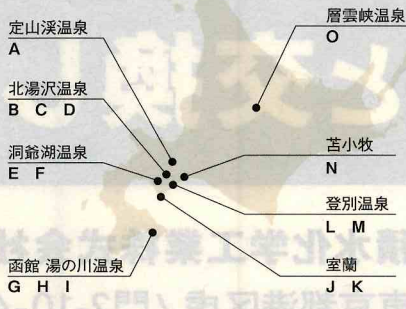 定山渓温泉
A
北湯沢温泉
B C D
洞爺湖温泉
E F
函館 湯の川温泉
G H I
層雲峡温泉
O
苫小牧
N
登別温泉
L M
室蘭
J K